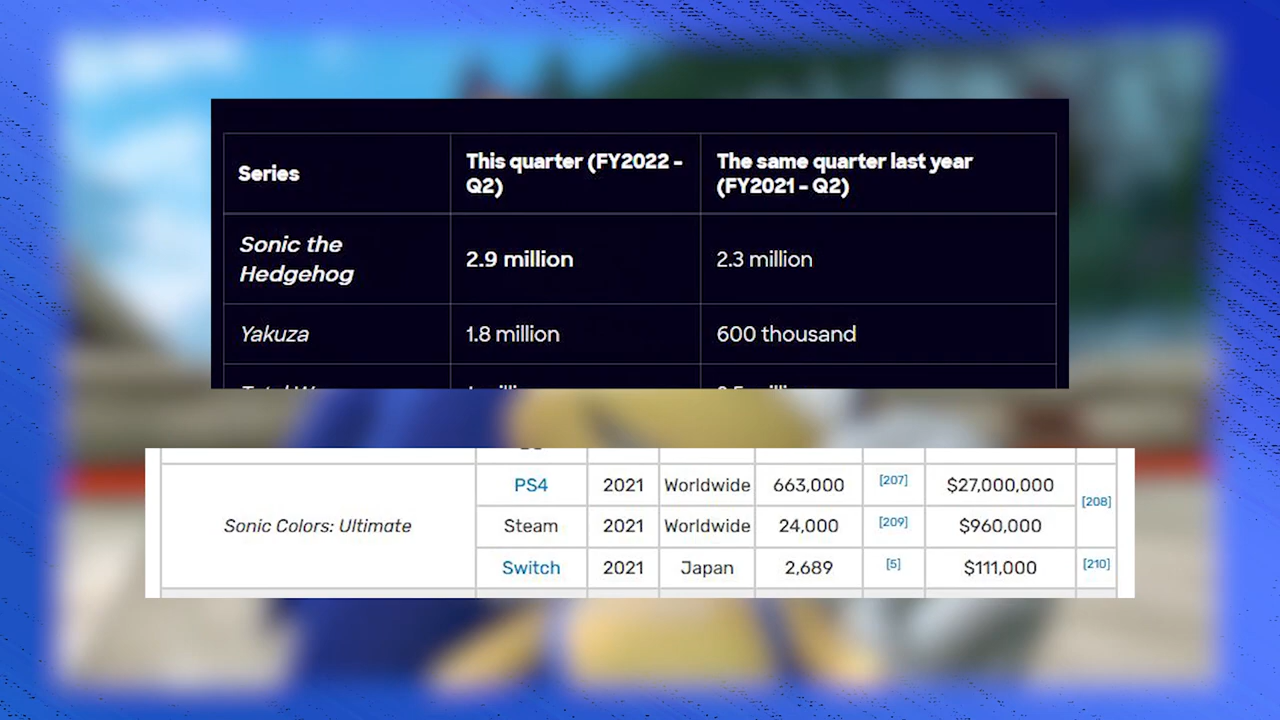 Series
This quarter (FY2022 -
Q2)
The same quarter last year
(FY2021 - Q2)
Sonic the
Hedgehog
2.9 million
2.3 million
Yakuza
1.8 million
600 thousand
Sonic Colors: Ultimate
PS4 2021 Worldwide 663,000 [207] $27,000,000 [208]
Steam 2021 Worldwide 24,000 [209] $960,000
Switch 2021 Japan 2,689 [5] $111,000 [210]